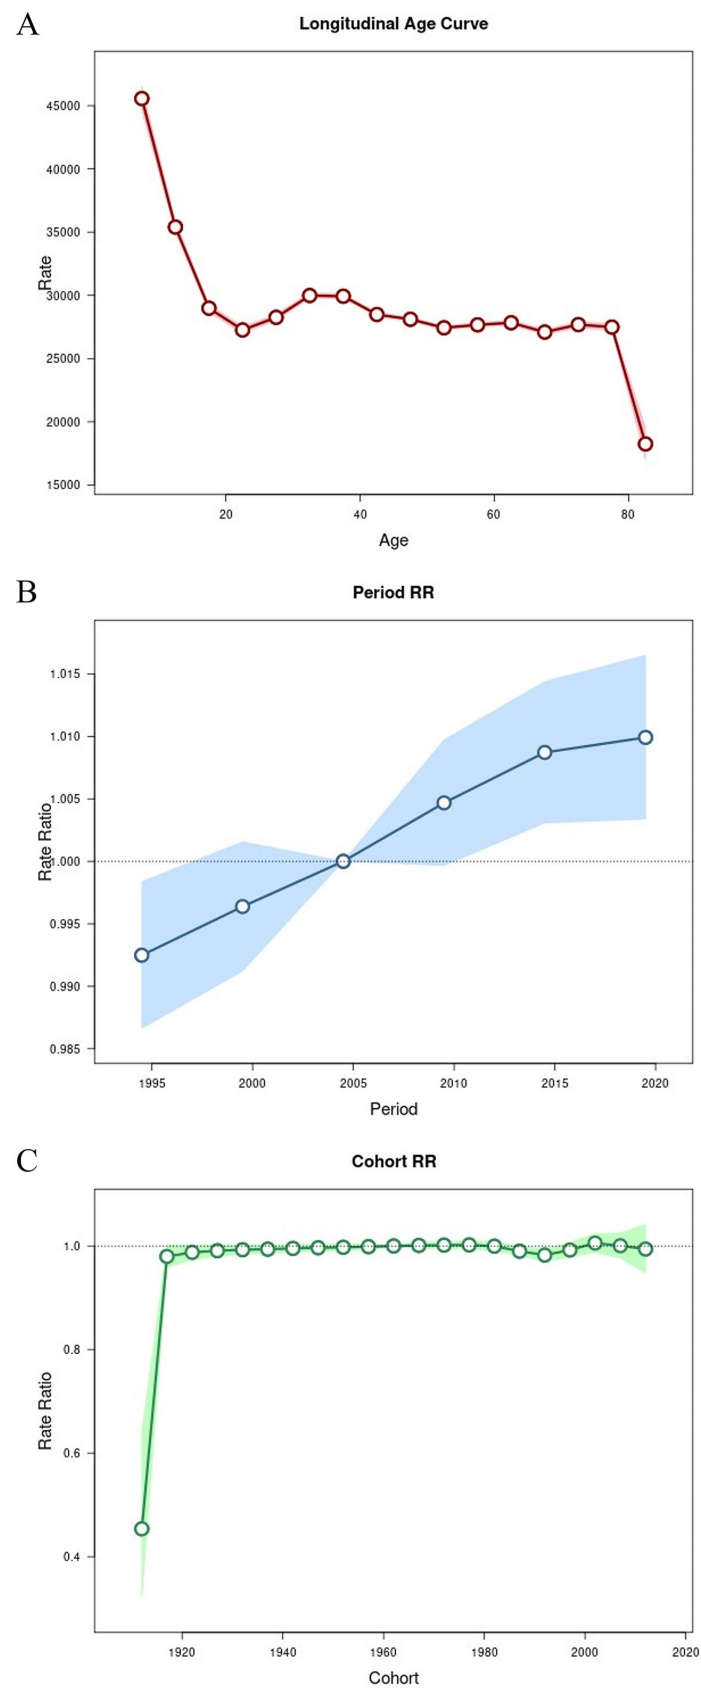 A
Longitudinal Age Curve
45000
40000
35000
30000
25000
20000
15000
Rate
20 40 60 80
Age
B
Period RR
1.015
1.010
1.005
1.000
0.995
0.990
0.985
Rate Ratio
1995 2000 2005 2010 2015 2020
Period
C
Cohort RR
1.0
0.8
0.6
0.4
Rate Ratio
1920 1940 1960 1980 2000 2020
Cohort